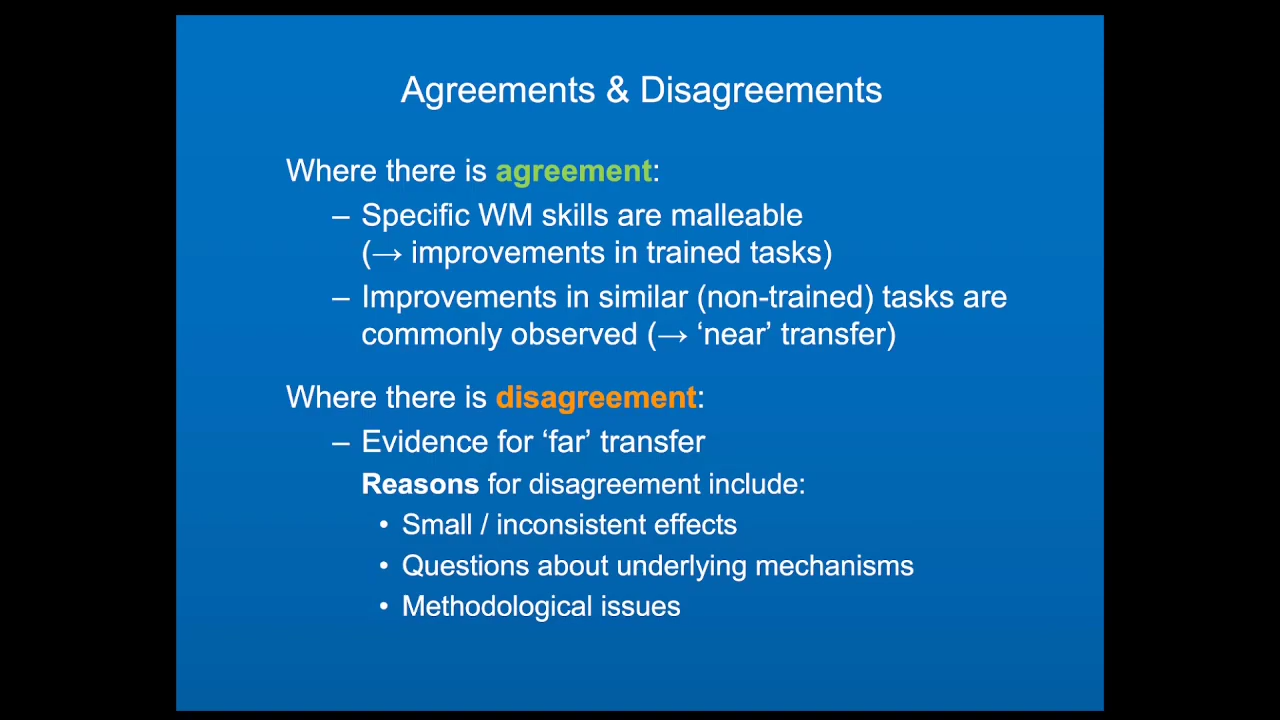 Agreements & Disagreements
Where there is agreement:
– Specific WM skills are malleable
(→ improvements in trained tasks)
– Improvements in similar (non-trained) tasks are
commonly observed (→ ‘near’ transfer)
Where there is disagreement:
– Evidence for ‘far’ transfer
Reasons for disagreement include:
• Small / inconsistent effects
• Questions about underlying mechanisms
• Methodological issues